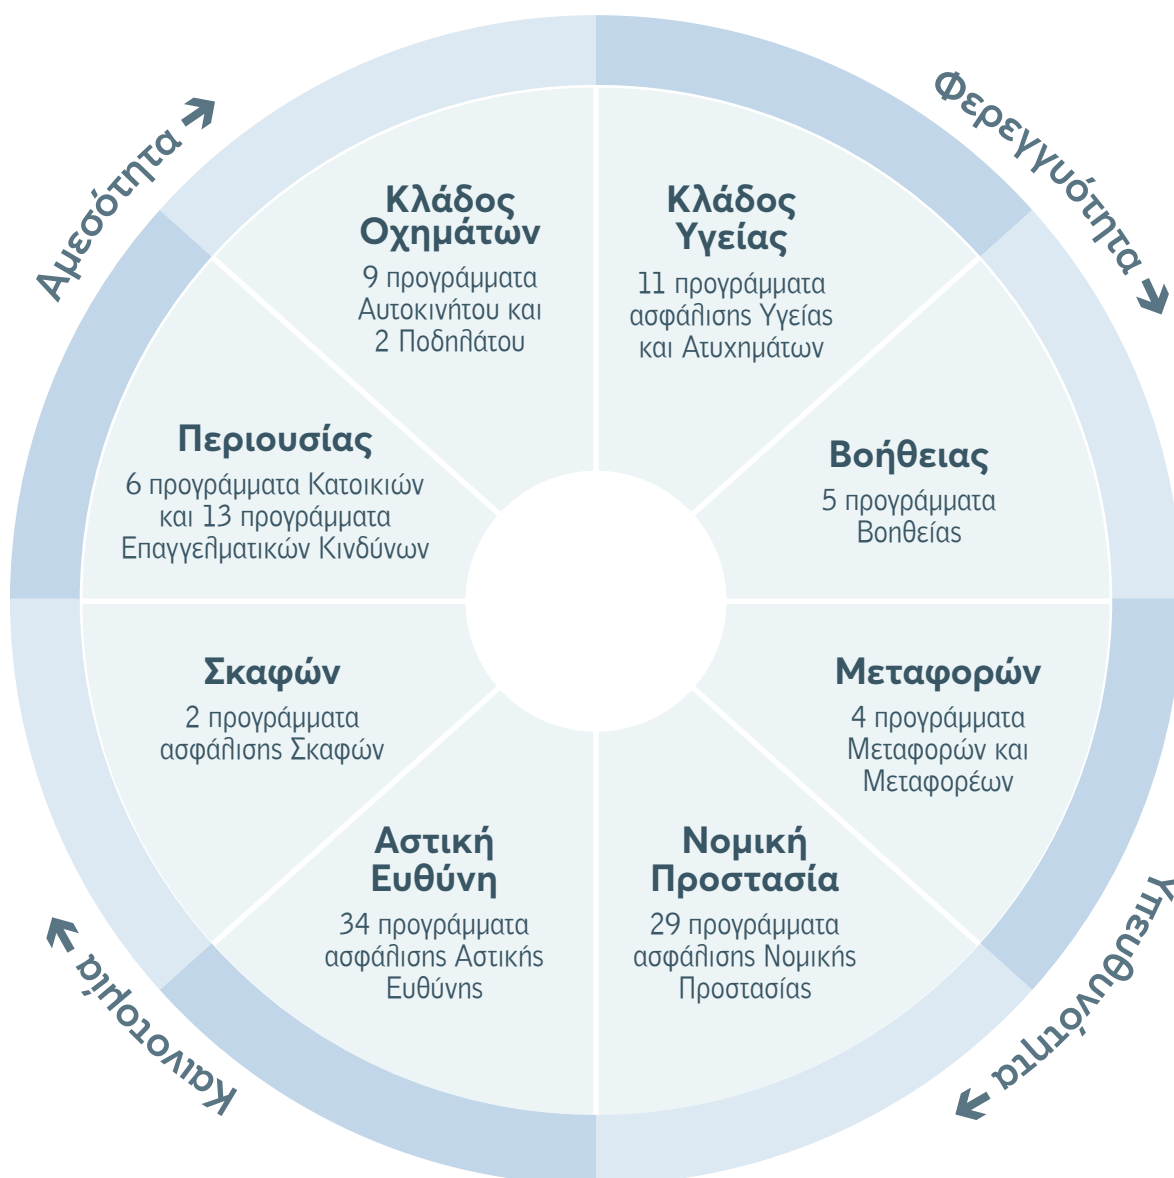 Αμεσότητα
Φερεγγυότητα
Κλάδος
Οχημάτων
9 προγράμματα
Αυτοκινήτου και
2 Ποδηλάτου
Κλάδος
Υγείας
11 προγράμματα
ασφάλισης Υγείας
και Ατυχημάτων
Περιουσίας
6 προγράμματα Κατοικιών
και 13 προγράμματα
Επαγγελματικών Κινδύνων
Βοήθειας
5 προγράμματα
Βοηθείας
Σκαφών
2 προγράμματα
ασφάλισης Σκαφών
Μεταφορών
4 προγράμματα
Μεταφορών και
Μεταφορέων
Αστική
Ευθύνη
34 προγράμματα
ασφάλισης Αστικής
Ευθύνης
Νομική
Προστασία
29 προγράμματα
ασφάλισης Νομικής
Προστασίας
Καινοτομία
Υπευθυνότητα